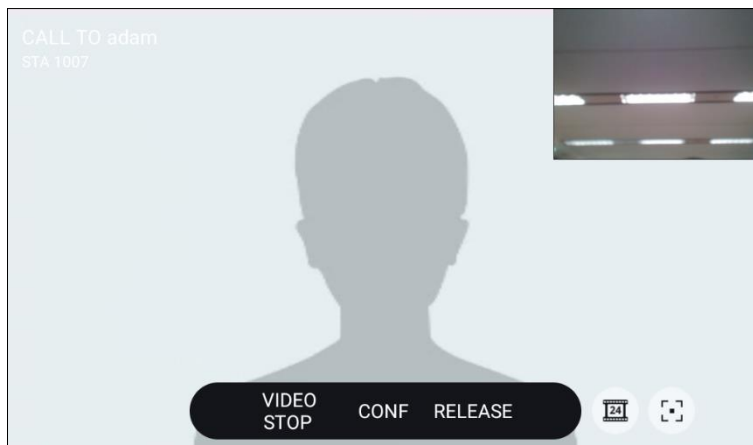 CALL TO adam
STA 1007
VIDEO
STOP
CONF
RELEASE
24